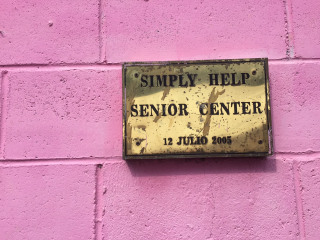 SIMPLY HELP
SENIOR CENTER
12 JULIO 2005